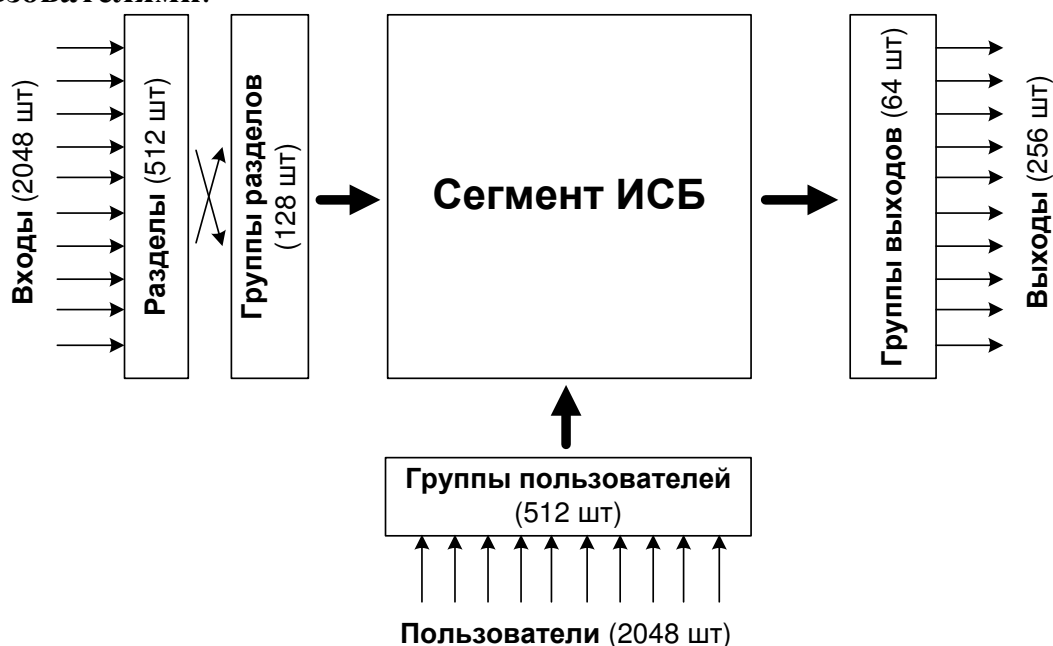 Входы (2048 шт)
Разделы (512 шт)
Группы разделов
(128 шт)
Сегмент ИСБ
Группы выходов (64 шт)
Выходы (256 шт)
Группы пользователей
(512 шт)
Пользователи (2048 шт)